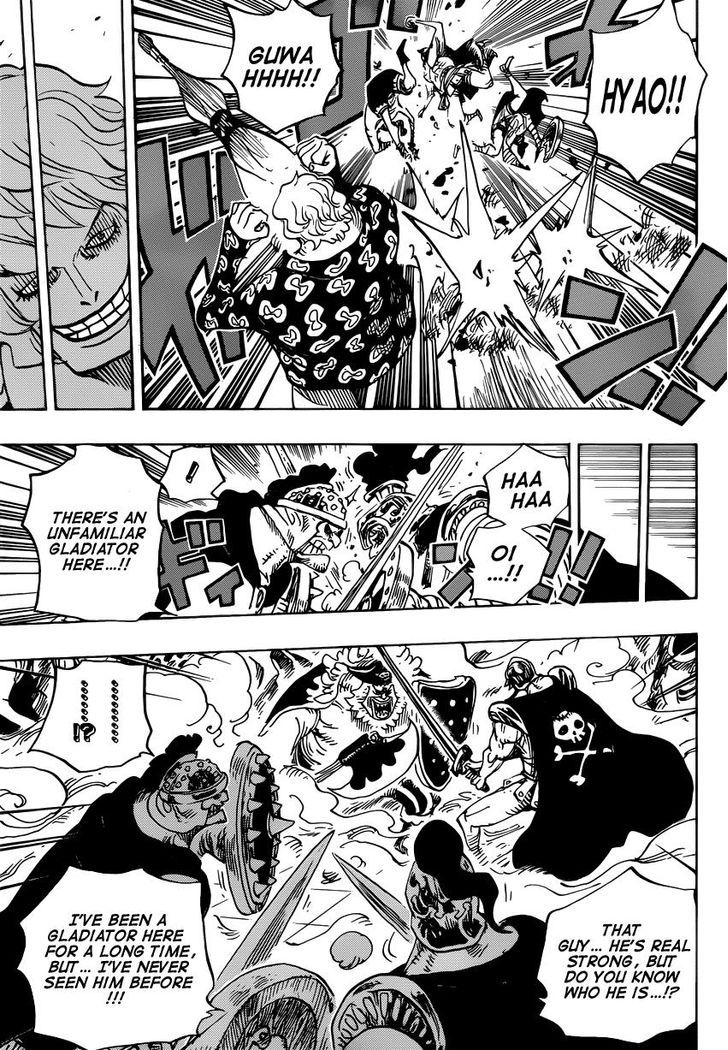 HYAO!!
GUWA
HHHH!!
HAA
HAA
OI
...!!
!
THERE'S AN
UNFAMILIAR
GLADIATOR
HERE...!!
!?
THAT
GUY... HE'S REAL
STRONG, BUT
DO YOU KNOW
WHO HE IS...!?
I'VE BEEN A
GLADIATOR HERE
FOR A LONG TIME,
BUT... I'VE NEVER
SEEN HIM BEFORE
!!!